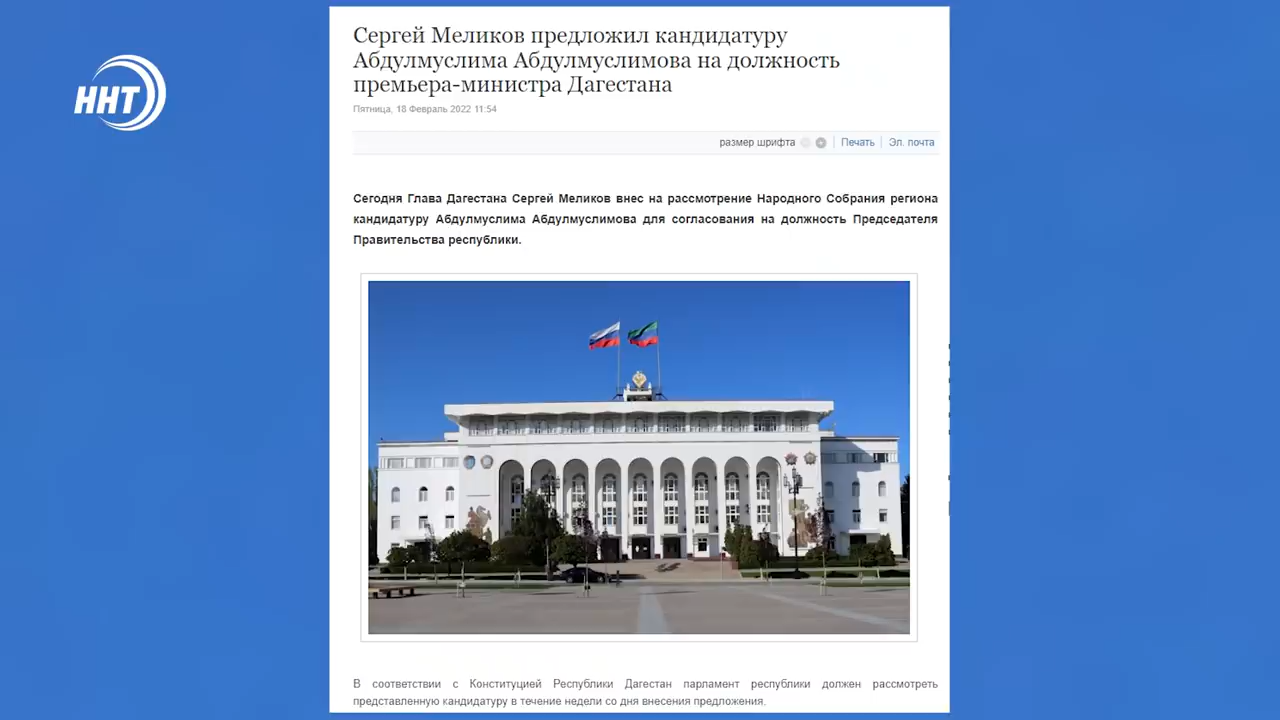 ННТ
Сергей Меликов предложил кандидатуру
Абдулмуслима Абдулмуслимова на должность
премьера-министра Дагестана
Пятница, 18 Февраль 2022 11:54
размер шрифта Печать Эл. почта
Сегодня Глава Дагестана Сергей Меликов внес на рассмотрение Народного Собрания региона
кандидатуру Абдулмуслима Абдулмуслимова для согласования на должность Председателя
Правительства республики.
В соответствии с Конституцией Республики Дагестан парламент республики должен рассмотреть
представленную кандидатуру в течение недели со дня внесения предложения.